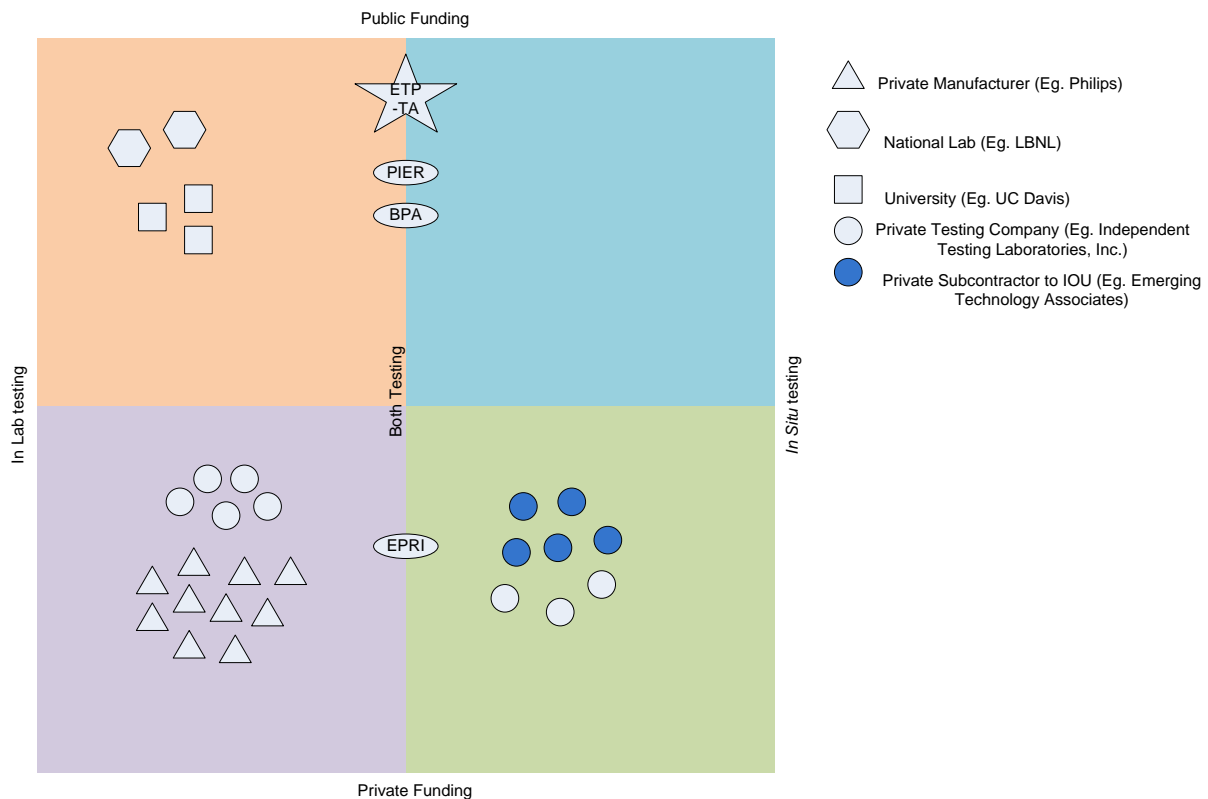 Public Funding
ETP
-TA
PIER
BPA
Both Testing
In Lab testing
In Situ testing
EPRI
Private Funding
Private Manufacturer (Eg. Philips)
National Lab (Eg. LBNL)
University (Eg. UC Davis)
Private Testing Company (Eg. Independent
Testing Laboratories, Inc.)
Private Subcontractor to IOU (Eg. Emerging
Technology Associates)